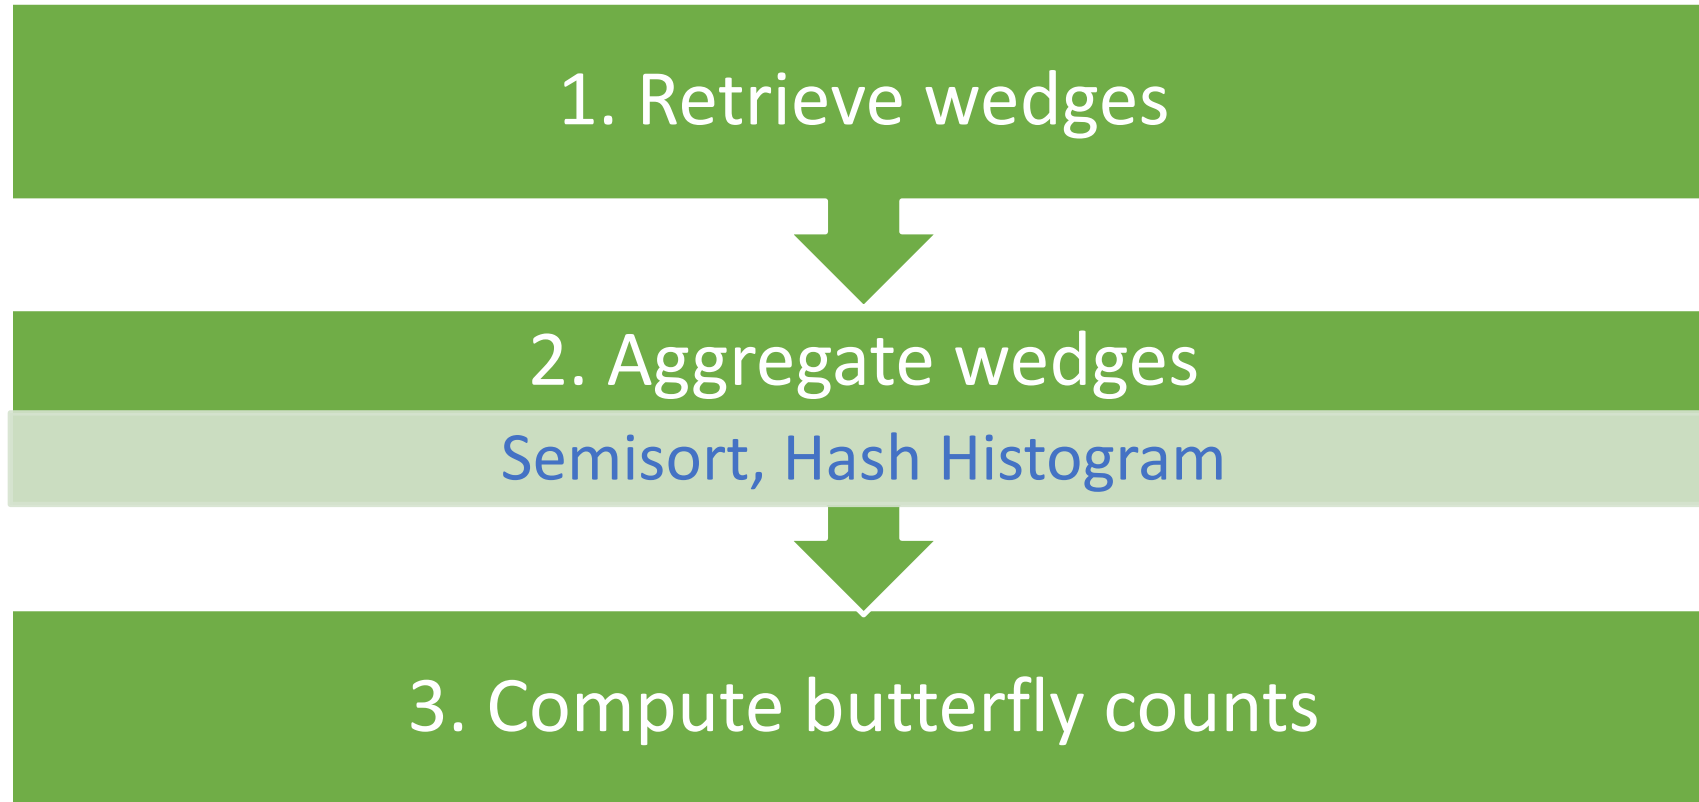 1. Retrieve wedges
2. Aggregate wedges
Semisort, Hash Histogram
3. Compute butterfly counts